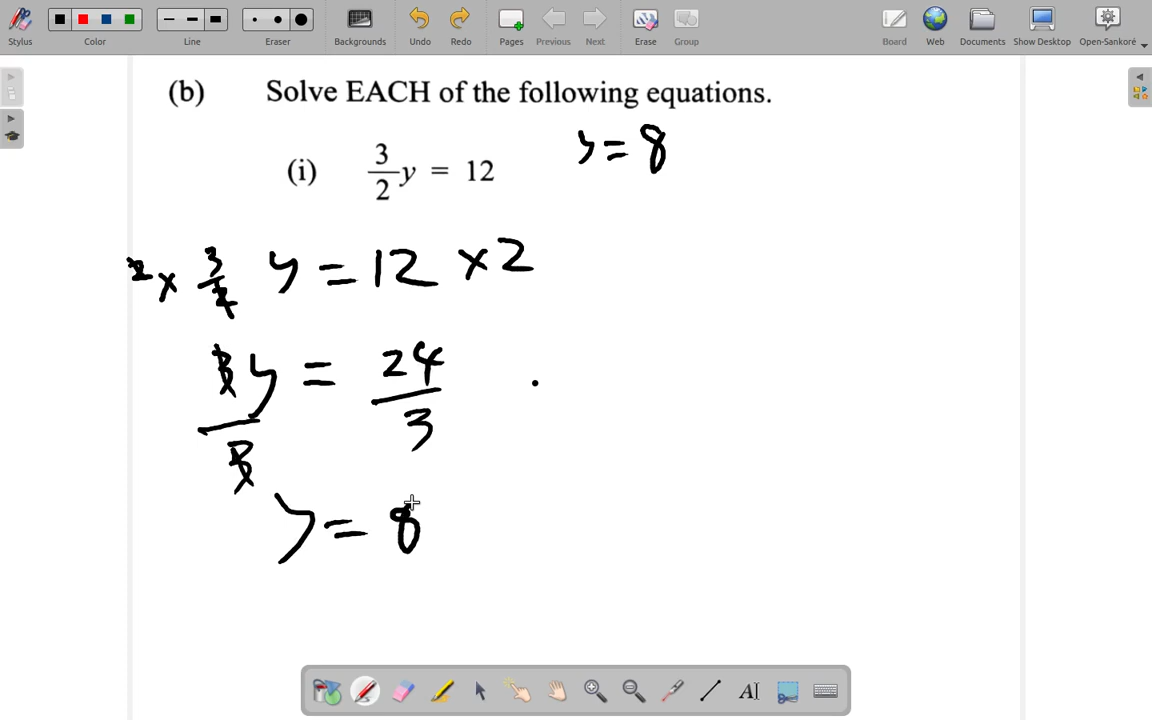 Stylus Color Line Eraser Backgrounds Undo Redo Pages Previous Next Erase Group Board Web Documents Show Desktop Open-Sankoré
(b) Solve EACH of the following equations.
y = 8
(i) 3/2 y = 12
2 × 3/2 y = 12 × 2
3y/3 = 24/3
y = 8
AI